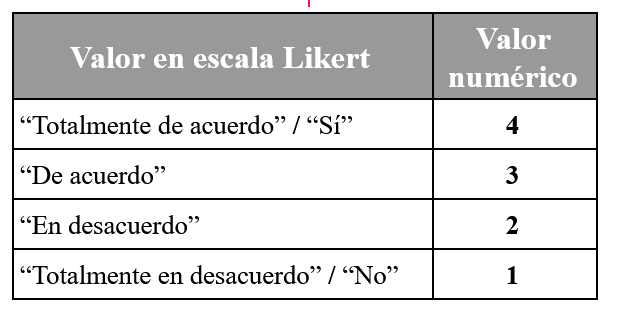 Valor en escala Likert
Valor
numérico
“Totalmente de acuerdo” / “Sí”
4
“De acuerdo”
3
“En desacuerdo”
2
“Totalmente en desacuerdo” / “No”
1